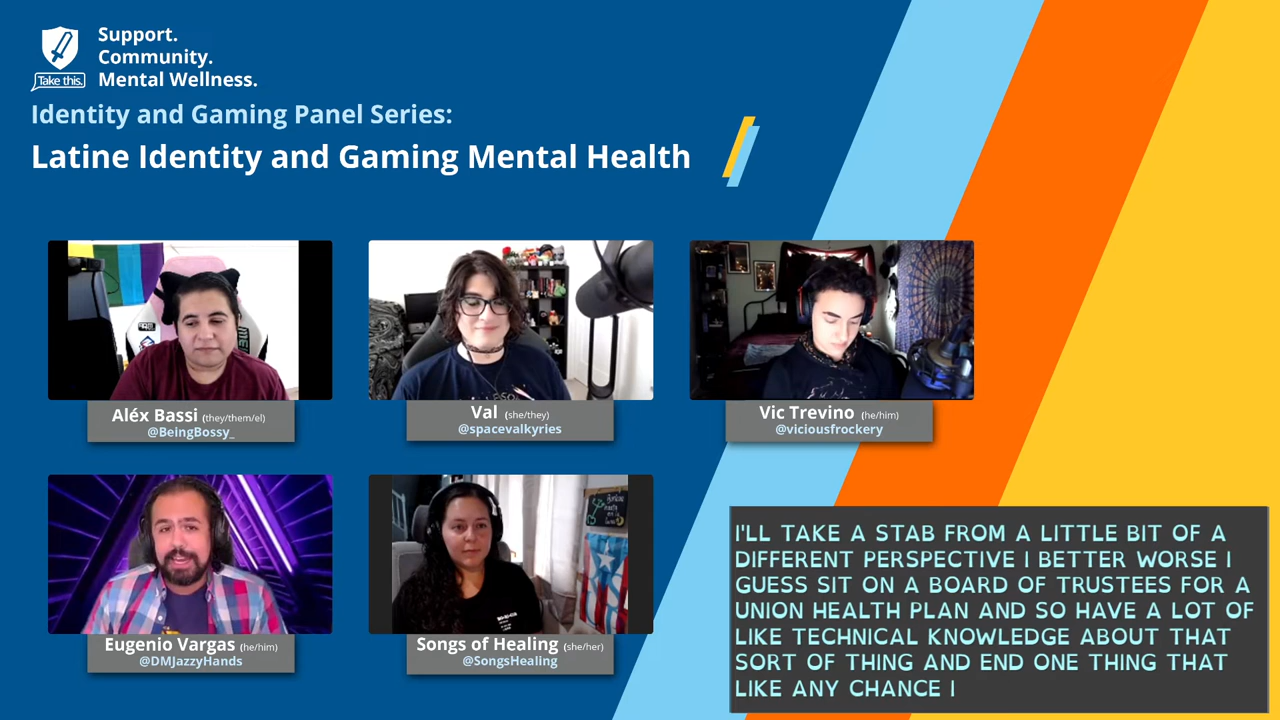 Support.
Community.
Mental Wellness.
Take this.
Identity and Gaming Panel Series:
Latine Identity and Gaming Mental Health
Aléx Bassi (they/them/el)
@BeingBossy_
Val (she/they)
@spacevalkyries
Vic Trevino (he/him)
@viciousfrockery
Eugenio Vargas (he/him)
@DMJazzyHands
Songs of Healing (she/her)
@SongsHealing
I'LL TAKE A STAB FROM A LITTLE BIT OF A
DIFFERENT PERSPECTIVE I BETTER WORSE I
GUESS SIT ON A BOARD OF TRUSTEES FOR A
UNION HEALTH PLAN AND SO HAVE A LOT OF
LIKE TECHNICAL KNOWLEDGE ABOUT THAT
SORT OF THING AND END ONE THING THAT
LIKE ANY CHANCE I